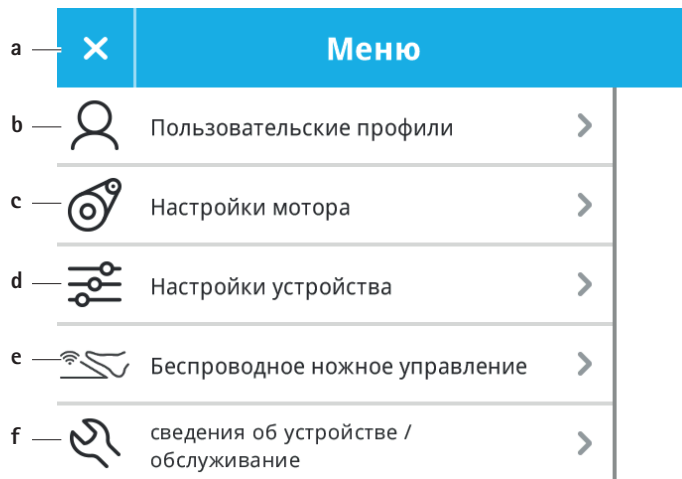 a Меню
b Пользовательские профили
c Настройки мотора
d Настройки устройства
e Беспроводное ножное управление
f сведения об устройстве /
обслуживание